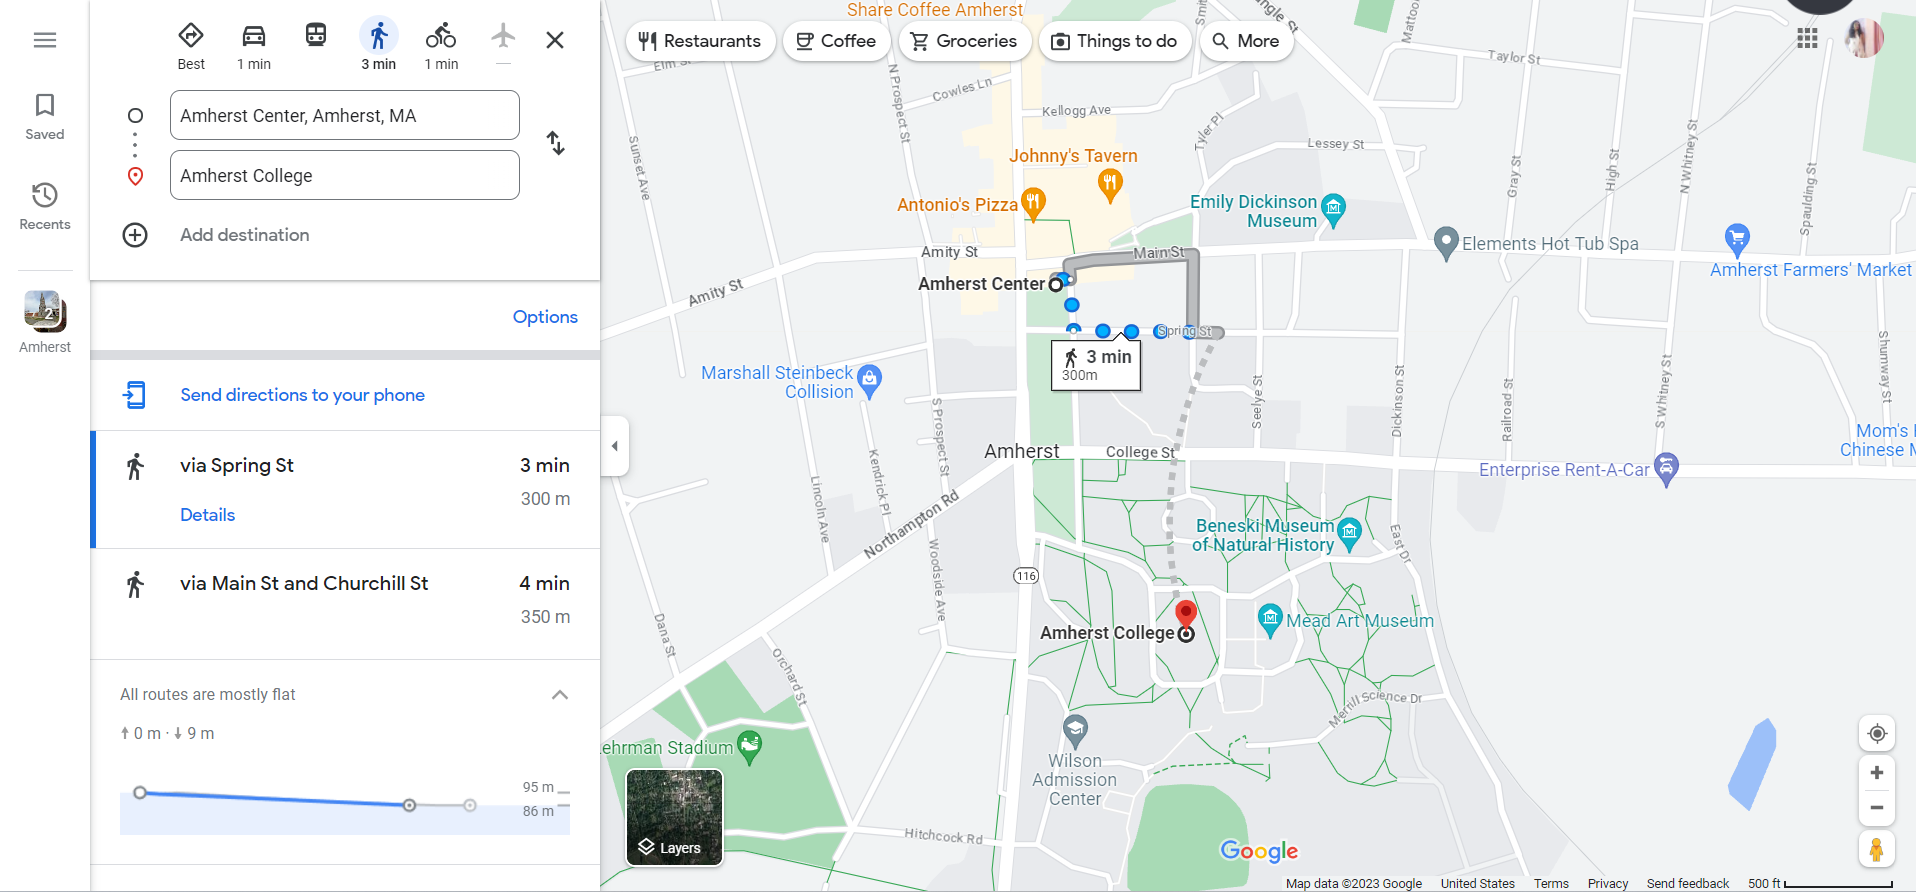 Best
1 min
3 min
1 min
Saved
Recents
Amherst
2
Amherst Center, Amherst, MA
Amherst College
Add destination
Options
Send directions to your phone
via Spring St
3 min
300 m
Details
via Main St and Churchill St
4 min
350 m
All routes are mostly flat
0 m · 9 m
95 m
86 m
Share Coffee Amherst
Restaurants
Coffee
Groceries
Things to do
More
Elm St
N Prospect St
Cowles Ln
Kellogg Ave
Tyler Pl
Taylor St
Lessey St
Sunset Ave
Gray St
High St
N Whitney St
Spaulding St
Johnny's Tavern
Antonio's Pizza
Emily Dickinson
Museum
Elements Hot Tub Spa
Amherst Farmers' Market
Amity St
Amity St
Main St
Amherst Center
Spring St
3 min
300m
Marshall Steinbeck
Collision
S Prospect St
Seelye St
Dickinson St
Railroad St
S Whitney St
Shumway St
Amherst
College St
Enterprise Rent-A-Car
Chinese
Kendrick Pl
Lincoln Ave
Northampton Rd
Woodside Ave
Beneski Museum
of Natural History
East Dr
116
Amherst College
Mead Art Museum
Dana St
Orchard St
Merrill Science Dr
Lehrman Stadium
Wilson
Admission
Center
Layers
Hitchcock Rd
Google
Map data ©2023 Google
United States
Terms
Privacy
Send feedback
500 ft